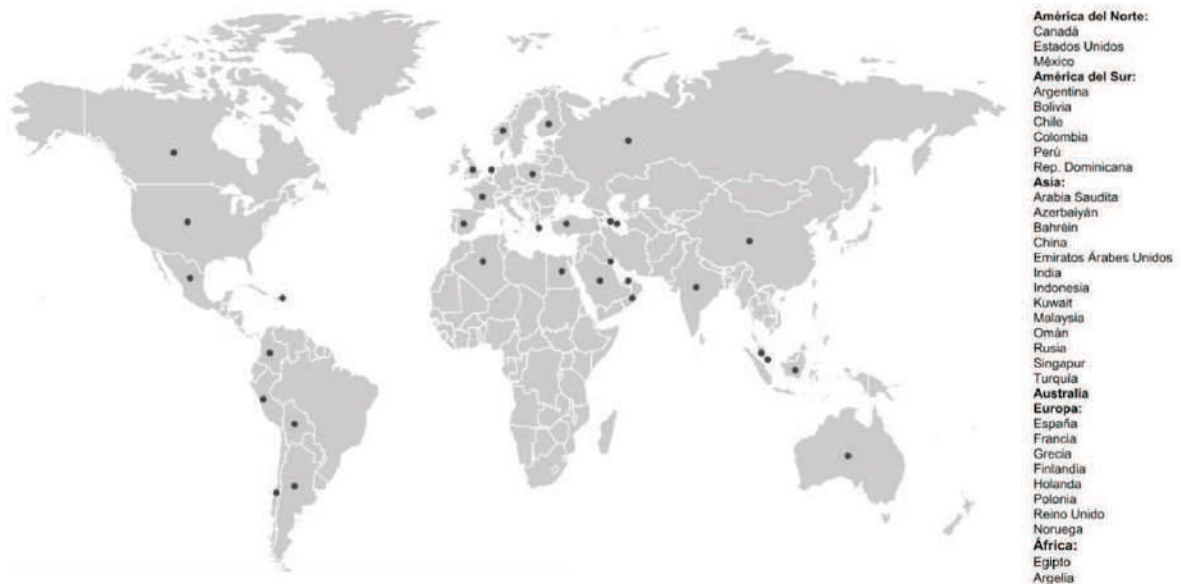 América del Norte:
Canadá
Estados Unidos
México
América del Sur:
Argentina
Bolivia
Chile
Colombia
Perú
Rep. Dominicana
Asia:
Arabia Saudita
Azerbaiyán
Bahréin
China
Emiratos Árabes Unidos
India
Indonesia
Kuwait
Malaysia
Omán
Rusia
Singapur
Turquía
Australia
Europa:
España
Francia
Grecia
Finlandia
Holanda
Polonia
Reino Unido
Noruega
África:
Egipto
Argelia